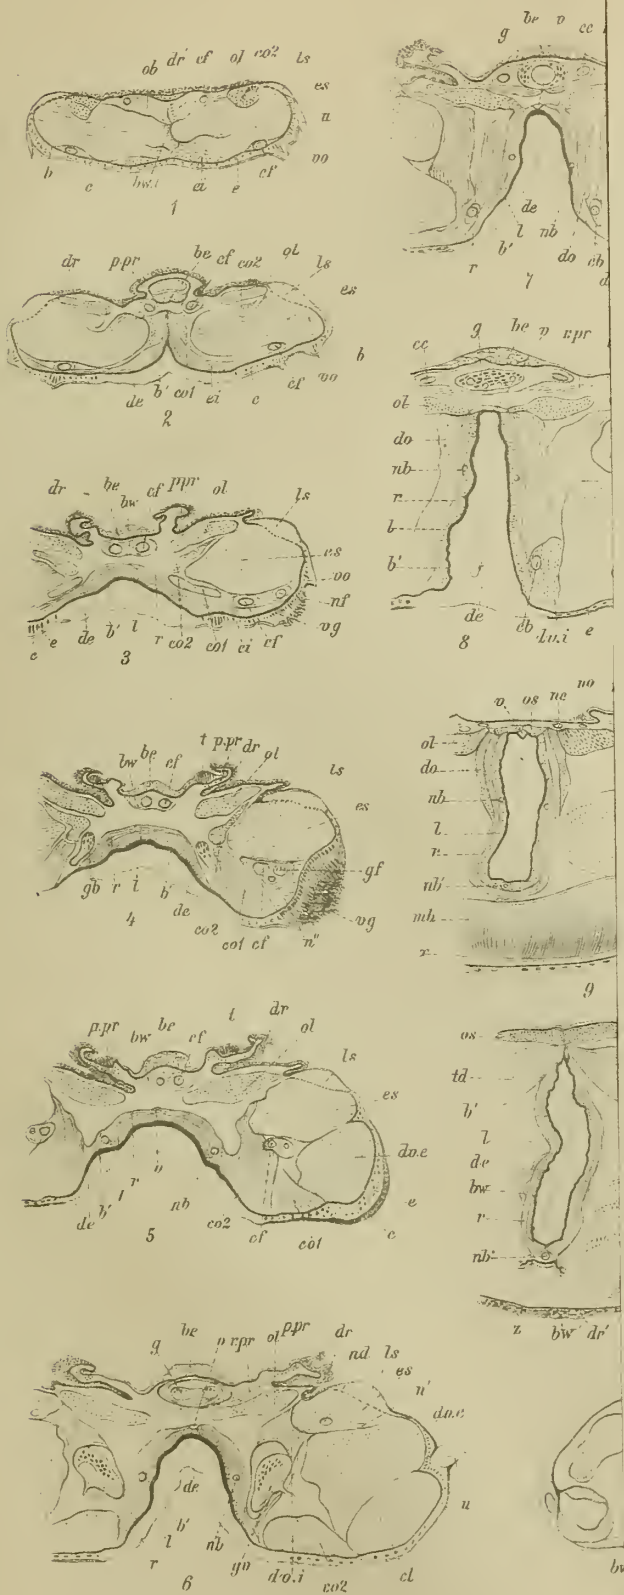 ob dr' cf ol co2 ls
es
n
vo
b c bw.i ci e cf
1
dr p.pr be cf co2 ol ls
es
b
vo
de b' co1 ei c cf
2
dr be bw cf p.pr ol ls
es
vo
nf
vg
c e de b' l r co2 co1 ci cf
3
bw be cf t p.pr dr ol ls
es
gf
vg
gb r l b' de co2 co1 cf n"
4
p.pr bw be cf t dr ol ls
es
do.e
e
c
de b' l r nb co2 cf co1
5
g be p r.pr ol p.pr dr nd ls es n' do.e
n
de
b'
l nb
r gb do.i co2 cl
6
g be v cc
de
l nb
b' do
r cb d
7
cc g be v r.pr
ol
do
nb
r
l
b'
de cb l.v.i e
8
v os ne no
ol
do
nb
l
r
nb'
mh
r
9
os
td
b'
l
de
bw
r
nb'
z bw dr'
bw